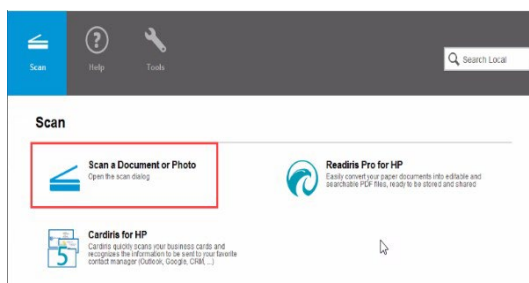 Scan
Help
Tools
Search Local
Scan
Scan a Document or Photo
Open the scan dialog
Readiris Pro for HP
Easily convert your paper documents into editable and
searchable PDF files, ready to be stored and shared
5
Cardiris for HP
Cardiris quickly scans your business cards and
recognizes the information to be sent to your favorite
contact manager (Outlook, Google, CRM, ...)